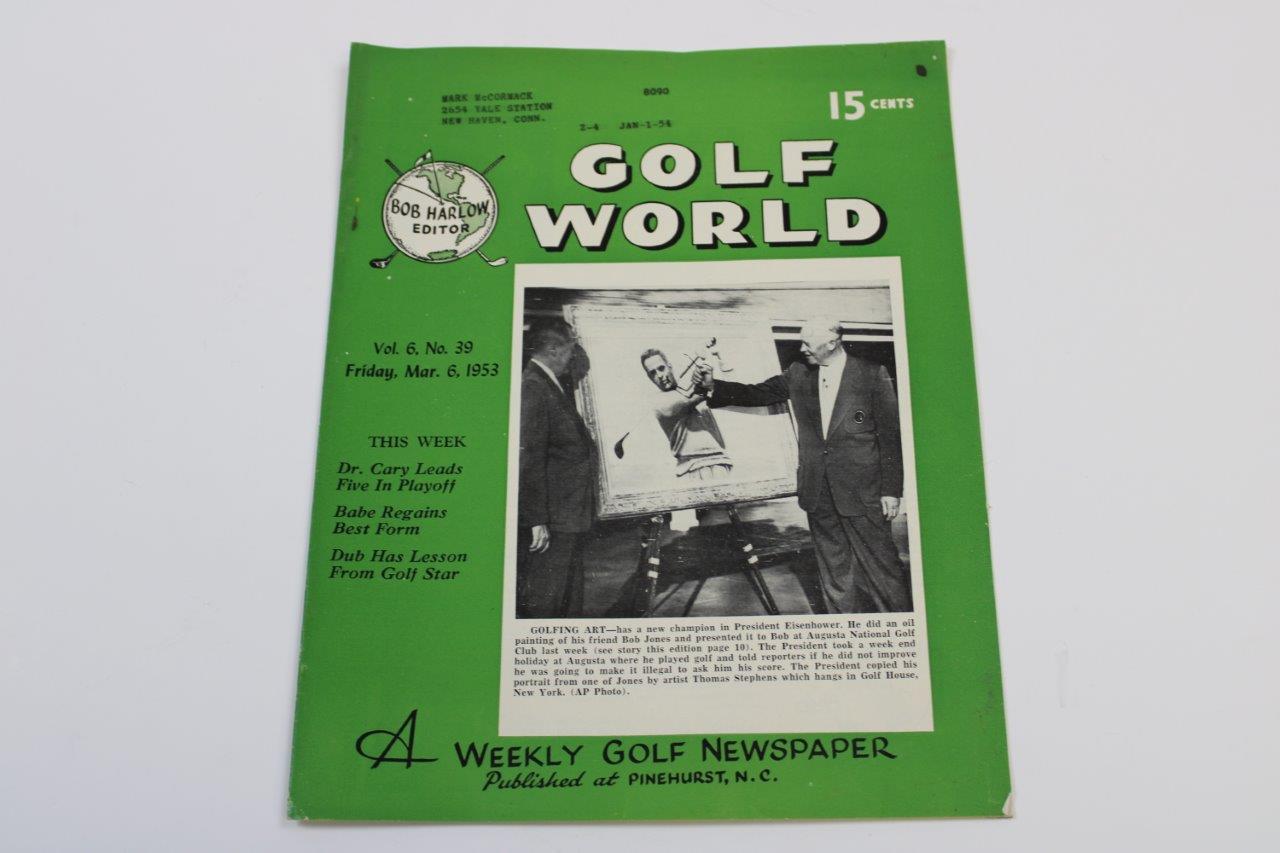 MARK McCORMACK
2654 YALE STATION
NEW HAVEN, CONN.
8090
2-4 JAN-1-54
15 CENTS
GOLF
WORLD
BOB HARLOW
EDITOR
Vol. 6, No. 39
Friday, Mar. 6, 1953
THIS WEEK
Dr. Cary Leads
Five In Playoff
Babe Regains
Best Form
Dub Has Lesson
From Golf Star
GOLFING ART—has a new champion in President Eisenhower. He did an oil
painting of his friend Bob Jones and presented it to Bob at Augusta National Golf
Club last week (see story this edition page 10). The President took a week end
holiday at Augusta where he played golf and told reporters if he did not improve
he was going to make it illegal to ask him his score. The President copied his
portrait from one of Jones by artist Thomas Stephens which hangs in Golf House,
New York. (AP Photo).
A WEEKLY GOLF NEWSPAPER
Published at PINEHURST, N.C.